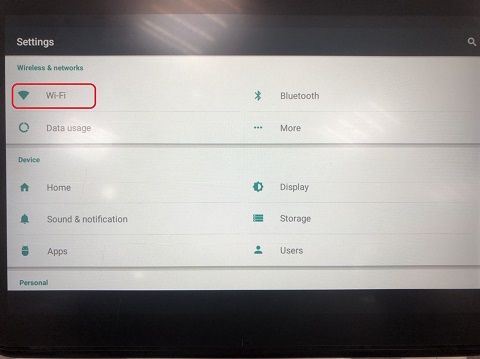 Settings
Wireless & networks
Wi-Fi
Bluetooth
Data usage
More
Device
Home
Display
Sound & notification
Storage
Apps
Users
Personal